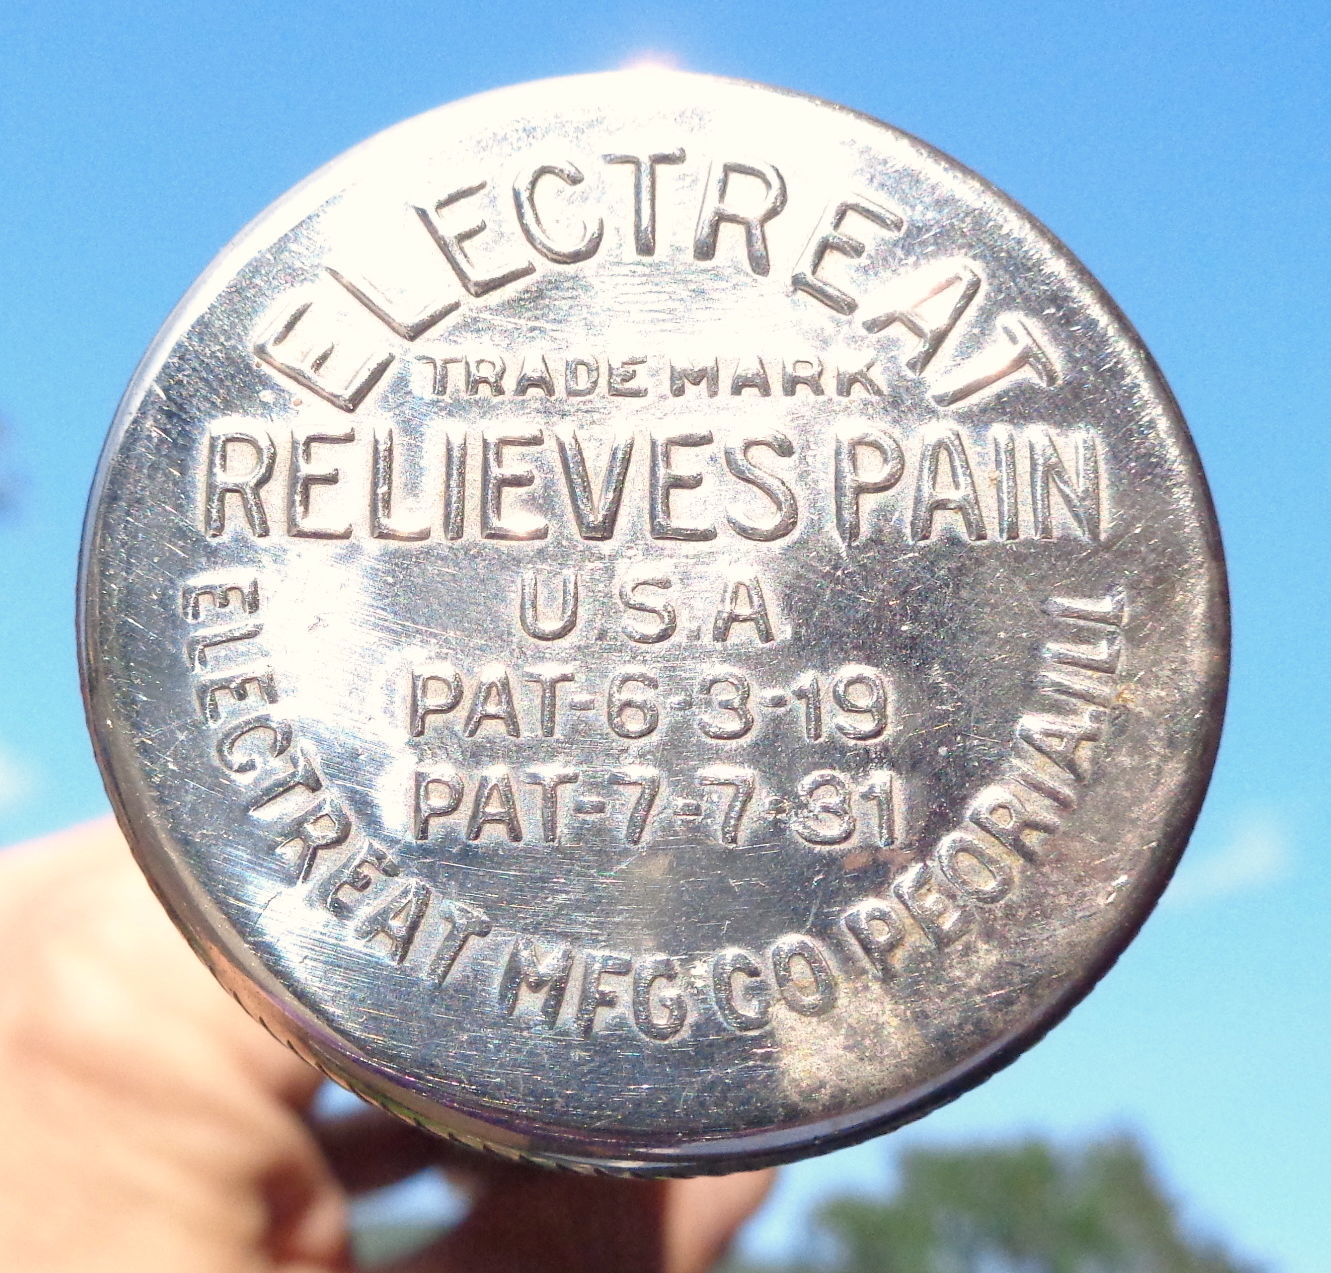 ELECTREAT
TRADE MARK
RELIEVES PAIN
U.S.A.
PAT-6-3-19
PAT-7-7-31
ELECTREAT MFG CO PEORIA.ILL